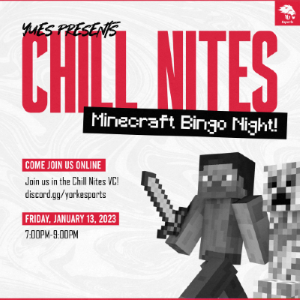 YUES PRESENTS
CHILL NITES
Minecraft Bingo Night!
COME JOIN US ONLINE
Join us in the Chill Nites VC!
discord.gg/yorkesports
FRIDAY, JANUARY 13, 2023
7:00PM-9:00PM